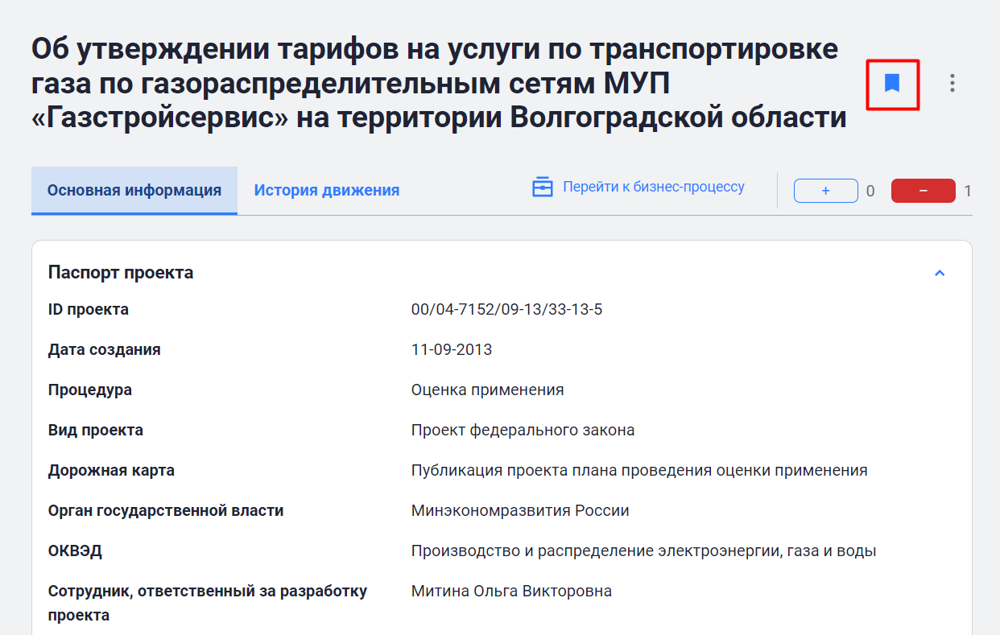 Об утверждении тарифов на услуги по транспортировке
газа по газораспределительным сетям МУП
«Газстройсервис» на территории Волгоградской области
Основная информация История движения Перейти к бизнес-процессу + 0 − 1
Паспорт проекта
ID проекта 00/04-7152/09-13/33-13-5
Дата создания 11-09-2013
Процедура Оценка применения
Вид проекта Проект федерального закона
Дорожная карта Публикация проекта плана проведения оценки применения
Орган государственной власти Минэкономразвития России
ОКВЭД Производство и распределение электроэнергии, газа и воды
Сотрудник, ответственный за разработку Митина Ольга Викторовна
проекта